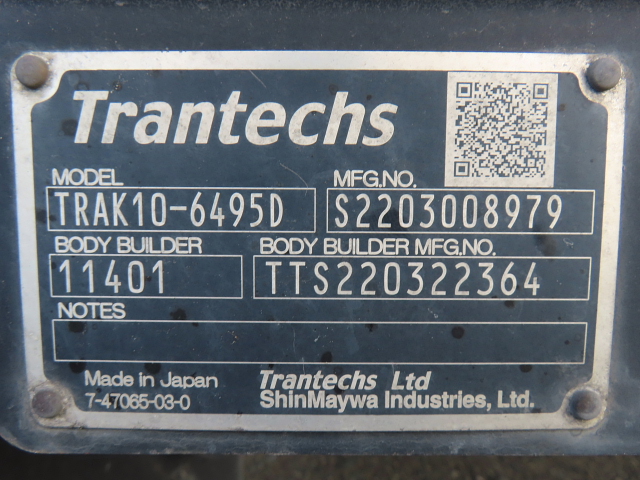 Trantechs
MODEL MFG.NO.
TRAK10-6495D S2203008979
BODY BUILDER BODY BUILDER MFG.NO.
11401 TTS220322364
NOTES
Made in Japan Trantechs Ltd
7-47065-03-0 ShinMaywa Industries, Ltd.